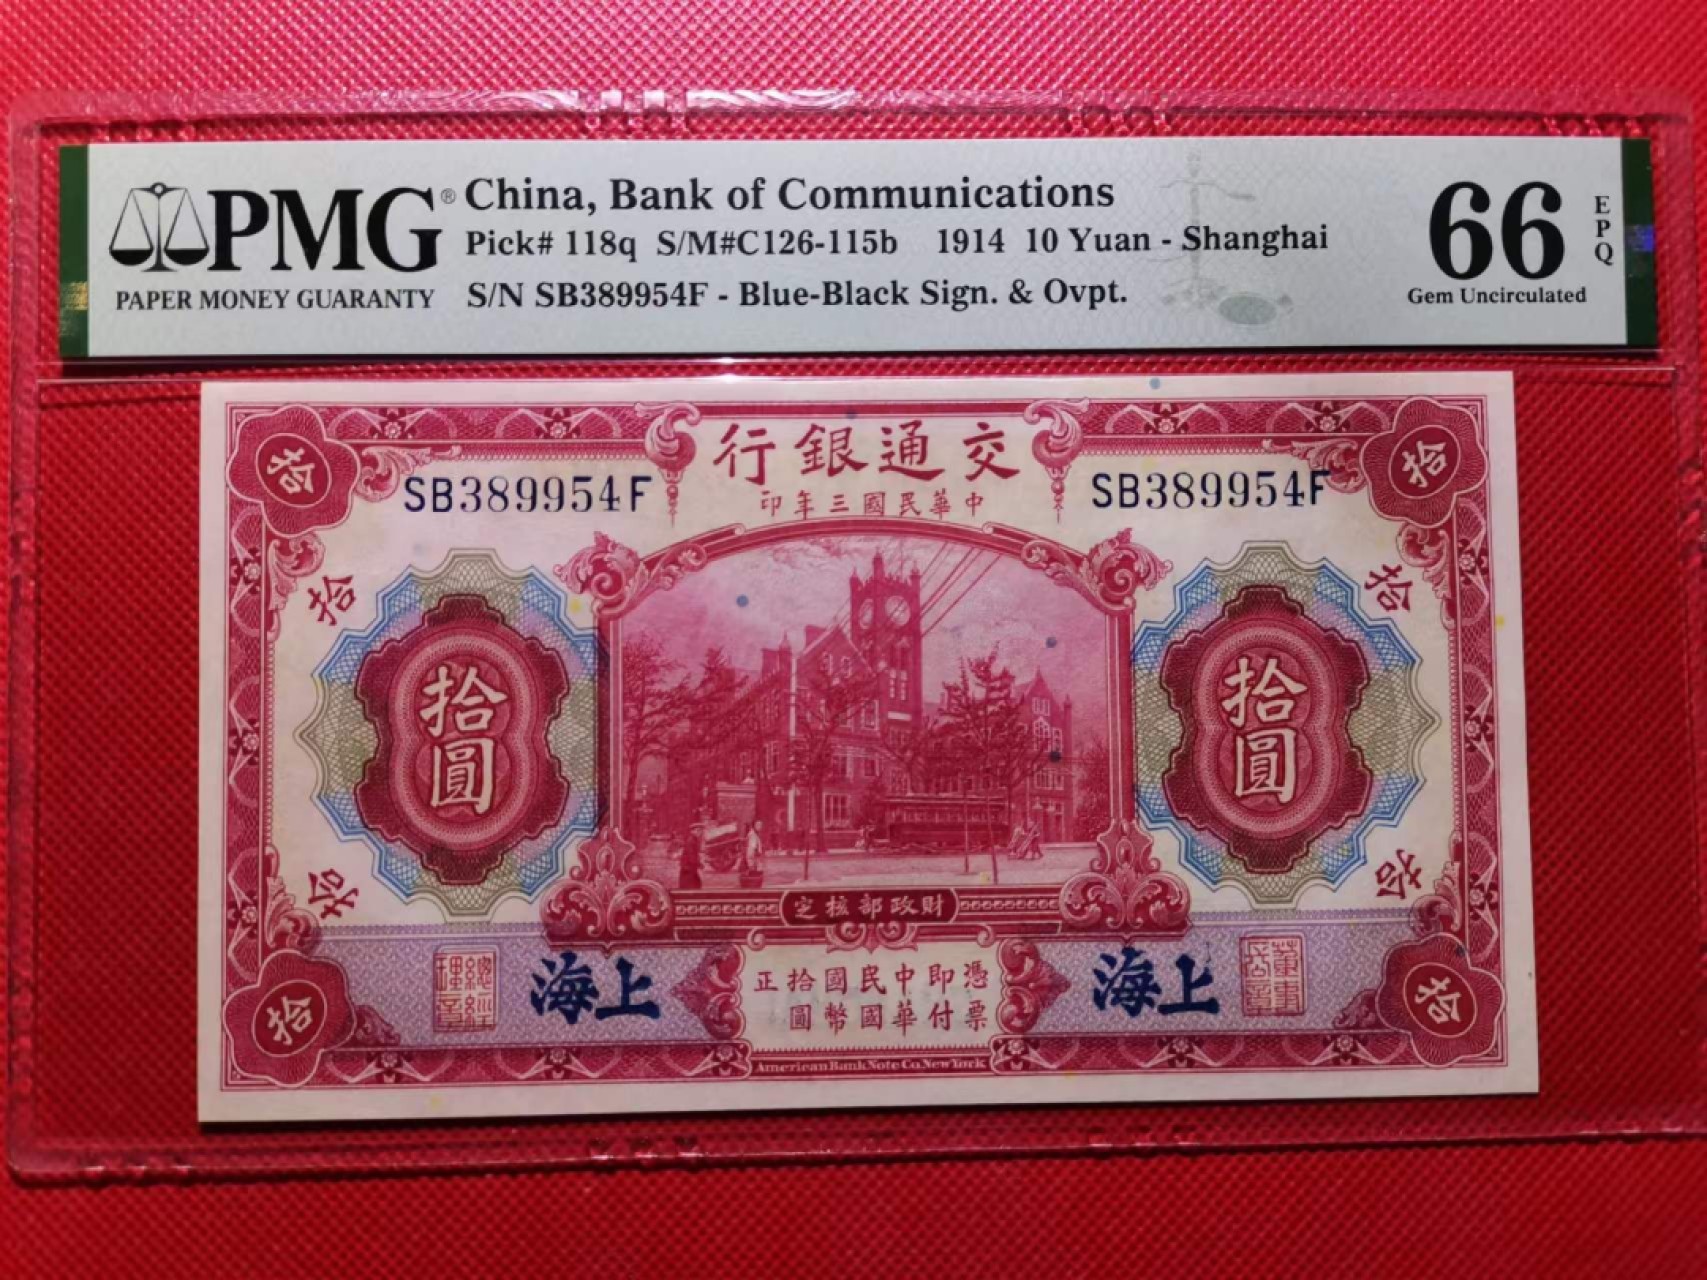 PMG® China, Bank of Communications
Pick# 118q S/M#C126-115b 1914 10 Yuan - Shanghai
PAPER MONEY GUARANTY S/N SB389954F - Blue-Black Sign. & Ovpt.
66 EPQ
Gem Uncirculated
拾 行銀通交 拾
SB389954F SB389954F
印年三國民華中
拾 拾
拾圓 拾圓
拾 拾
定核部政財
海上 海上
憑票即付中華民國國幣拾圓正
拾 拾
American Bank Note Co. New York